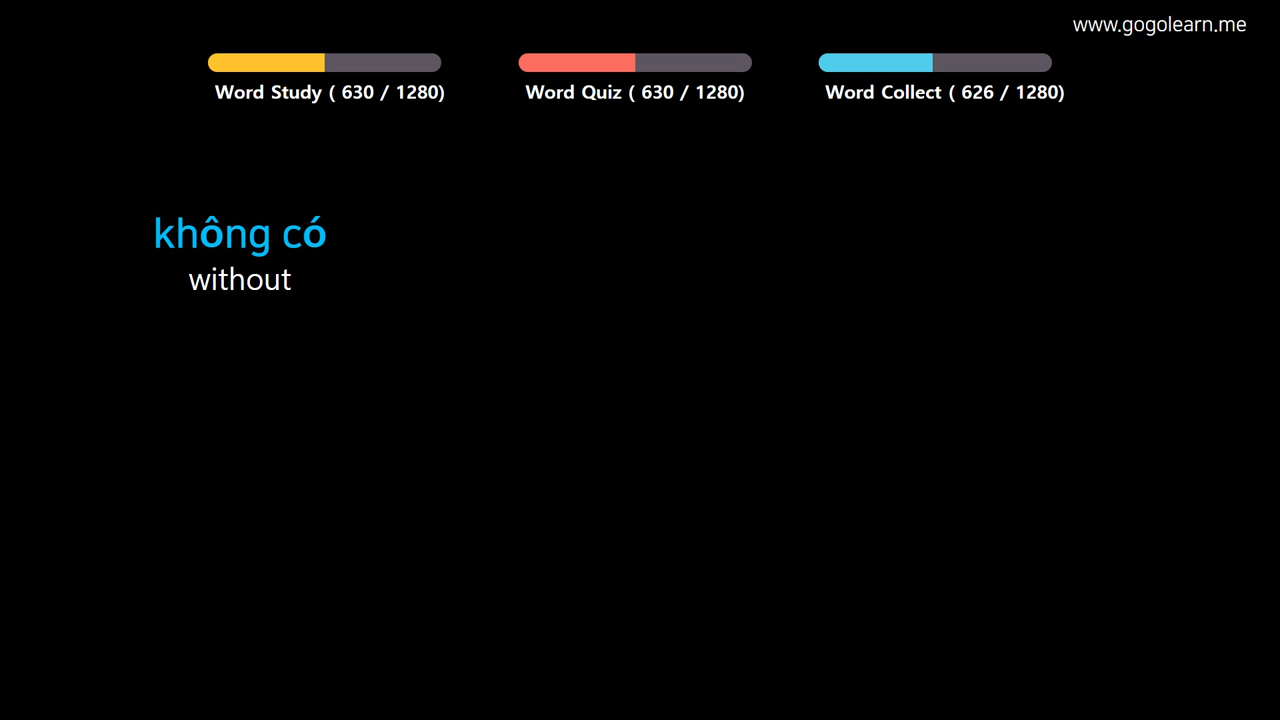 www.gogolearn.me
Word Study ( 630 / 1280)
Word Quiz ( 630 / 1280)
Word Collect ( 626 / 1280)
không có
without